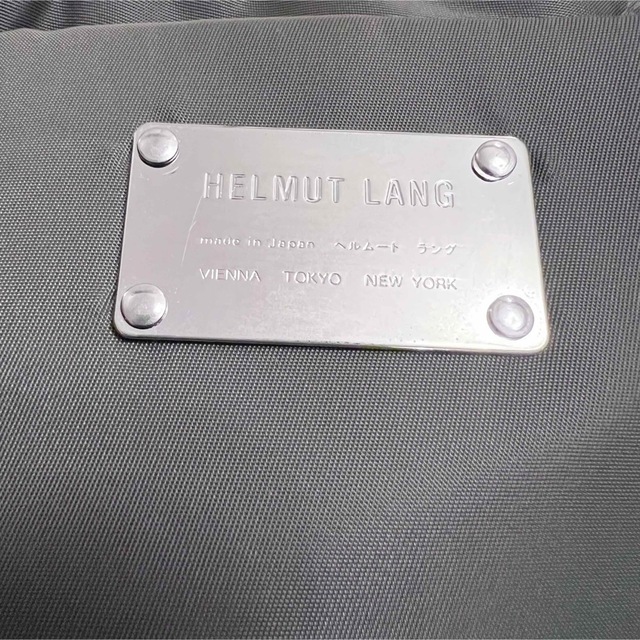 HELMUT LANG
made in Japan ヘルムート ラング
VIENNA TOKYO NEW YORK